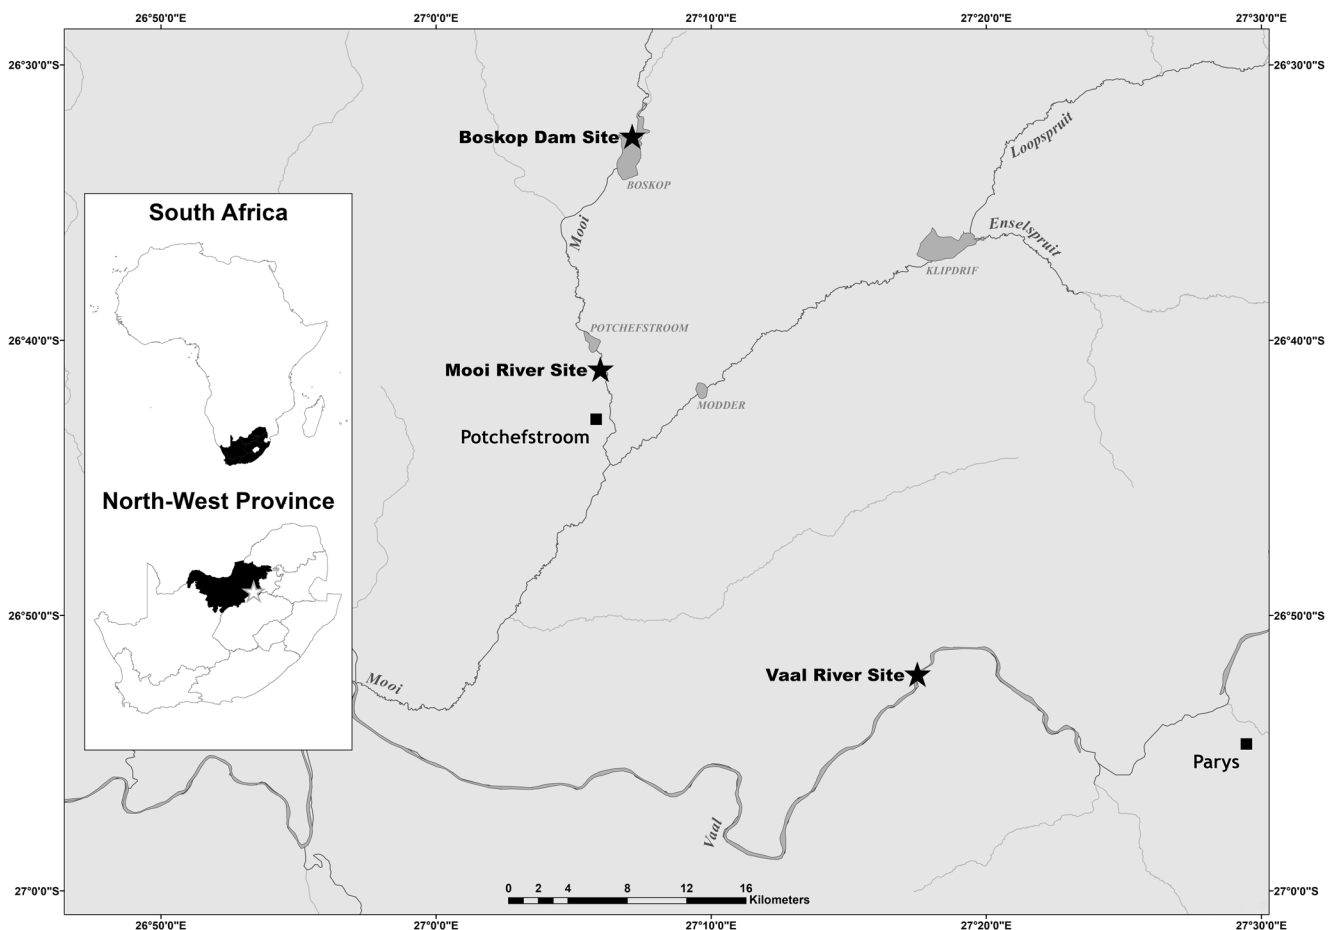 26°50'0"E 27°0'0"E 27°10'0"E 27°20'0"E 27°30'0"E
26°30'0"S 26°30'0"S
Loopspruit
Boskop Dam Site
BOSKOP
South Africa
Mooi
Enselspruit
KLIPDRIF
POTCHEFSTROOM
26°40'0"S 26°40'0"S
Mooi River Site
MODDER
Potchefstroom
North-West Province
26°50'0"S 26°50'0"S
Vaal River Site
Mooi
Parys
Vaal
27°0'0"S 27°0'0"S
0 2 4 8 12 16
Kilometers
26°50'0"E 27°0'0"E 27°10'0"E 27°20'0"E 27°30'0"E